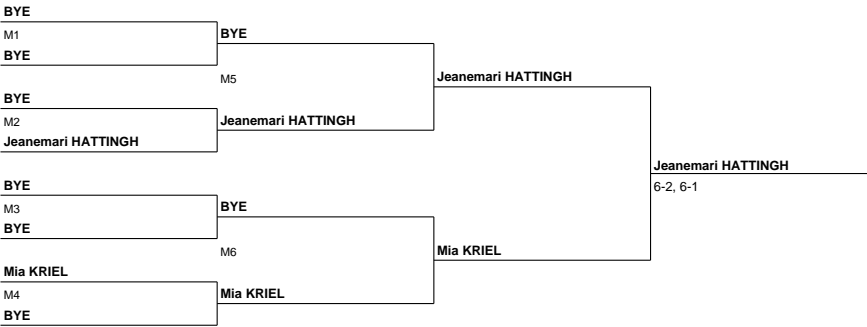 BYE
M1
BYE
BYE
M5
BYE
M2
Jeanemari HATTINGH
Jeanemari HATTINGH
Jeanemari HATTINGH
Jeanemari HATTINGH
6-2, 6-1
BYE
M3
BYE
BYE
M6
Mia KRIEL
M4
BYE
Mia KRIEL
Mia KRIEL